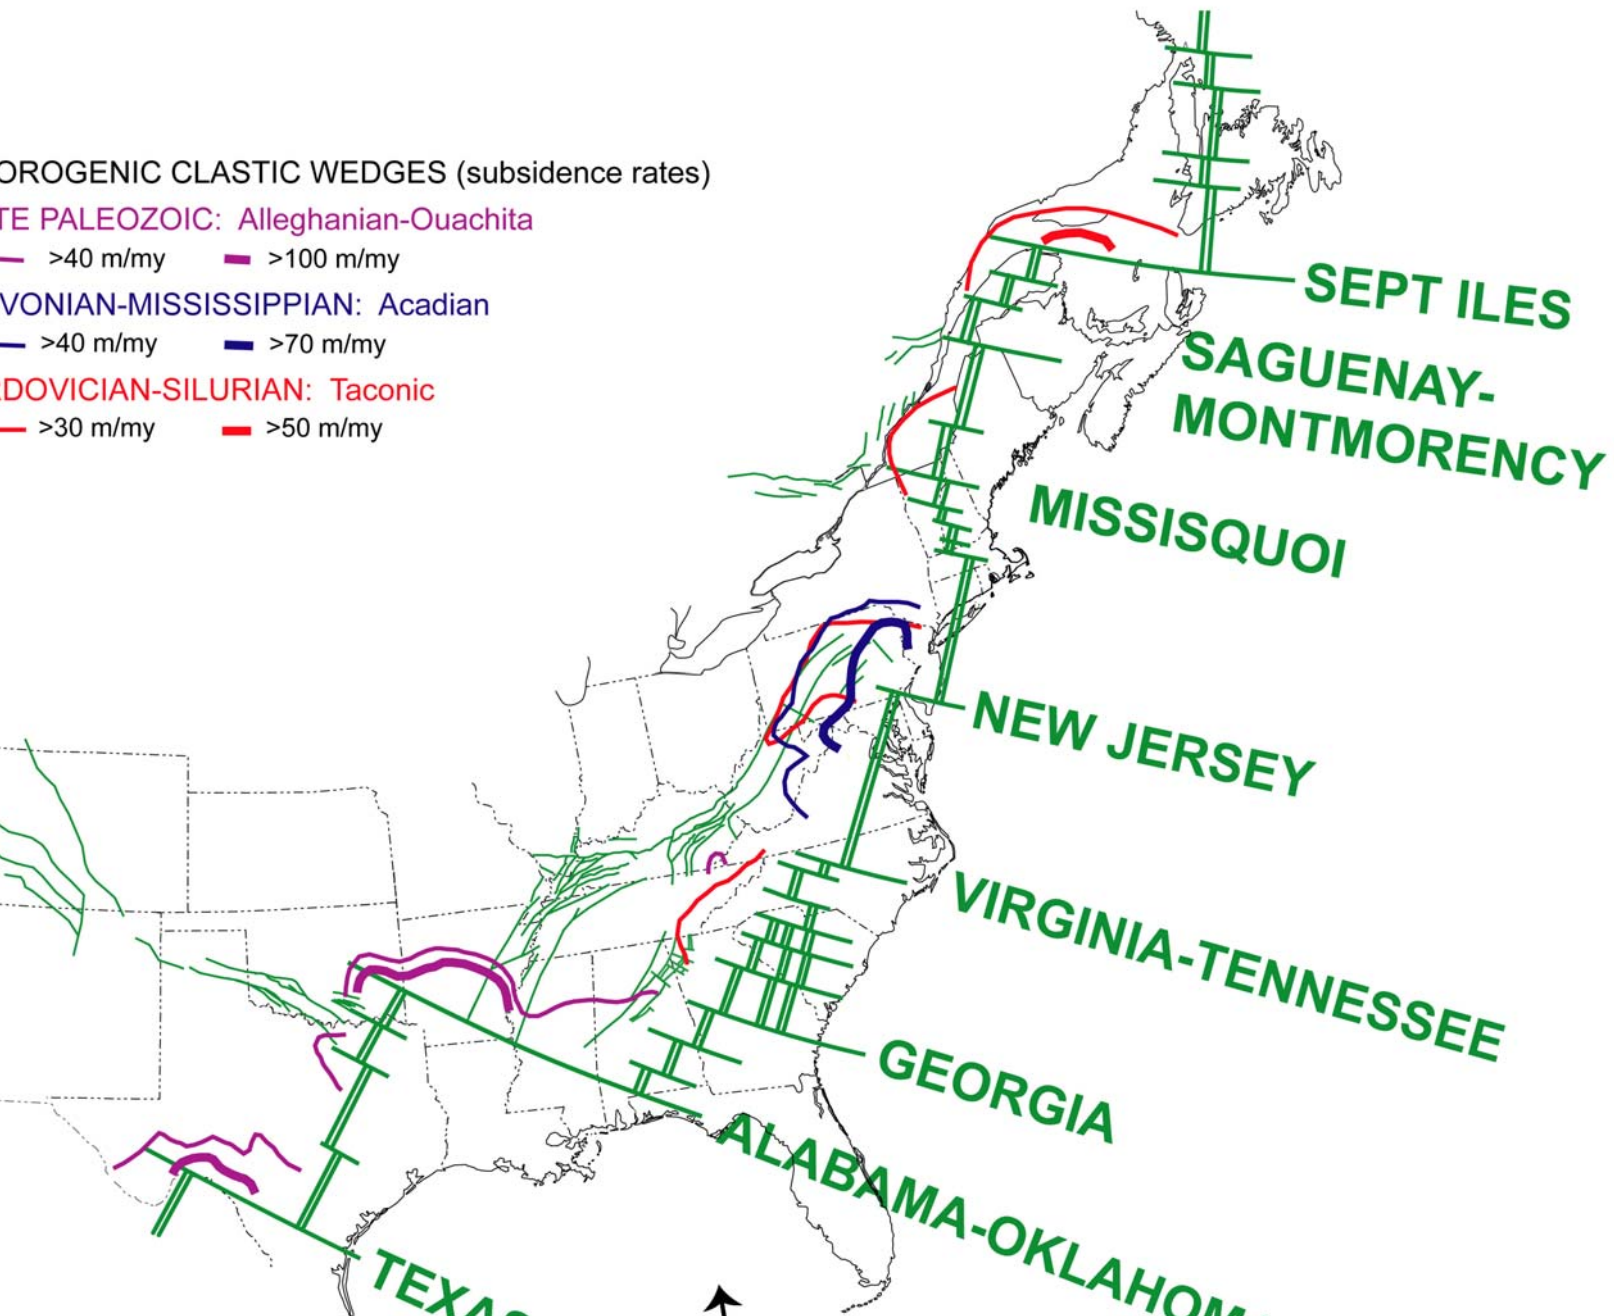 OROGENIC CLASTIC WEDGES (subsidence rates)
TE PALEOZOIC: Alleghanian-Ouachita
>40 m/my >100 m/my
VONIAN-MISSISSIPPIAN: Acadian
>40 m/my >70 m/my
RDOVICIAN-SILURIAN: Taconic
>30 m/my >50 m/my
SEPT ILES
SAGUENAY-
MONTMORENCY
MISSISQUOI
NEW JERSEY
VIRGINIA-TENNESSEE
GEORGIA
ALABAMA-OKLAHOM
TEXAS